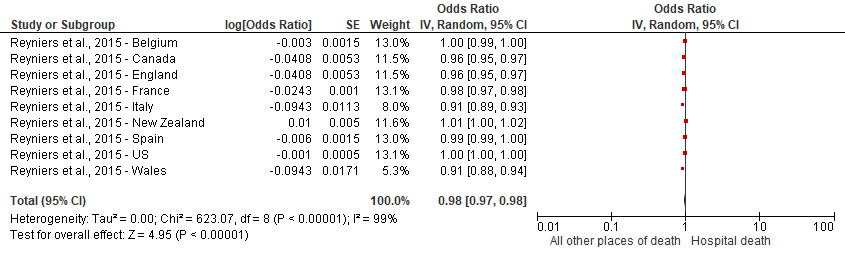 Odds Ratio Odds Ratio
Study or Subgroup log[Odds Ratio] SE Weight IV, Random, 95% CI IV, Random, 95% CI
Reyniers et al., 2015 - Belgium -0.003 0.0015 13.0% 1.00 [0.99, 1.00]
Reyniers et al., 2015 - Canada -0.0408 0.0053 11.5% 0.96 [0.95, 0.97]
Reyniers et al., 2015 - England -0.0408 0.0053 11.5% 0.96 [0.95, 0.97]
Reyniers et al., 2015 - France -0.0243 0.001 13.0% 0.98 [0.97, 0.98]
Reyniers et al., 2015 - Italy -0.0943 0.0113 8.0% 0.91 [0.89, 0.93]
Reyniers et al., 2015 - New Zealand 0.01 0.005 11.6% 1.01 [1.00, 1.02]
Reyniers et al., 2015 - Spain -0.006 0.0015 13.0% 0.99 [0.99, 1.00]
Reyniers et al., 2015 - US -0.001 0.0005 13.1% 1.00 [1.00, 1.00]
Reyniers et al., 2015 - Wales -0.0943 0.0171 5.3% 0.91 [0.88, 0.94]
Total (95% CI) 100.0% 0.98 [0.97, 0.98]
Heterogeneity: Tau² = 0.00; Chi² = 623.07, df = 8 (P < 0.00001); I² = 99%
Test for overall effect: Z = 4.95 (P < 0.00001)
0.01 0.1 1 10 100
All other places of death Hospital death